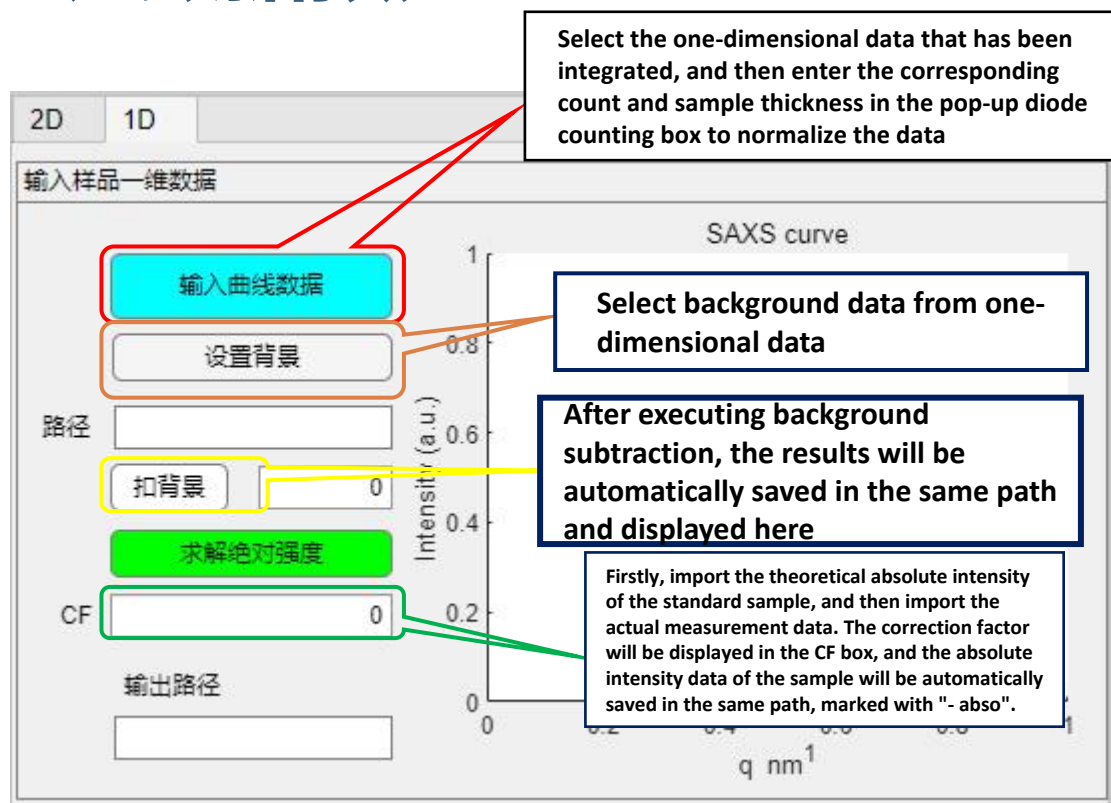 Select the one-dimensional data that has been
integrated, and then enter the corresponding
count and sample thickness in the pop-up diode
counting box to normalize the data
2D
1D
输入样品一维数据
SAXS curve
输入曲线数据
设置背景
Select background data from one-
dimensional data
路径
扣背景
0
After executing background
subtraction, the results will be
automatically saved in the same path
and displayed here
求解绝对强度
CF
0
Firstly, import the theoretical absolute intensity
of the standard sample, and then import the
actual measurement data. The correction factor
will be displayed in the CF box, and the absolute
intensity data of the sample will be automatically
saved in the same path, marked with "- abso".
输出路径
Intensity (a.u.)
1
0.8
0.6
0.4
0.2
0
0
1
q nm1